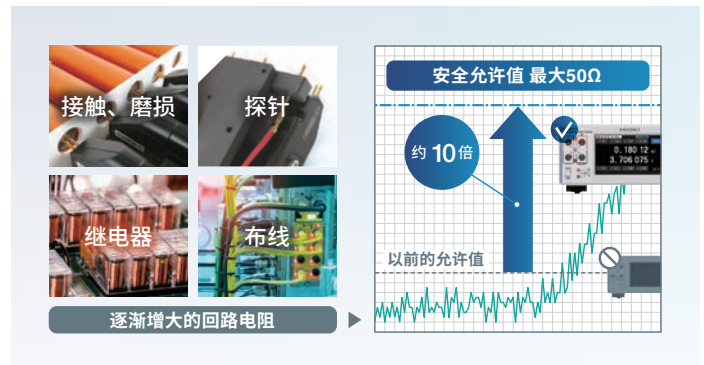 接触、磨损
探针
继电器
布线
逐渐增大的回路电阻
安全允许值 最大50Ω
约10倍
HIOKI
0. 180 12
3. 706 075
以前的允许值